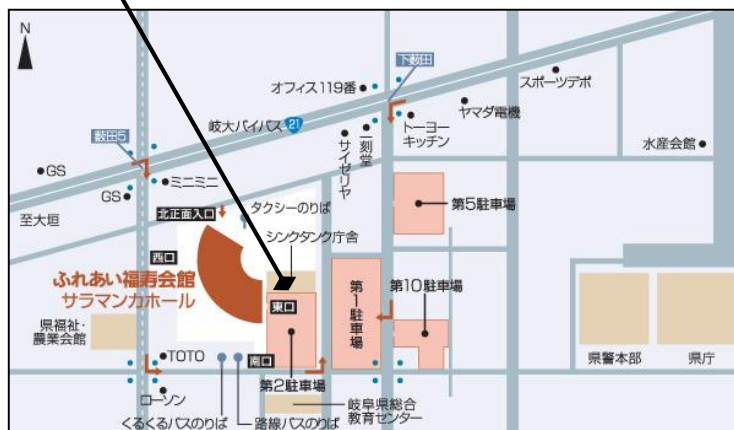 N
オフィス119番
下薮田
スポーツデポ
岐大バイパス
21
ヤマダ電機
トーヨー
キッチン
一刻堂
サイゼリヤ
水産会館
薮田5
GS
ミニミニ
GS
至大垣
北正面入口
タクシーのりば
第5駐車場
シンクタンク庁舎
西口
ふれあい福寿会館
サラマンカホール
東口
第1駐車場
第10駐車場
県福祉・
農業会館
TOTO
南口
第2駐車場
県警本部
県庁
ローソン
くるくるバスのりば
路線バスのりば
岐阜県総合
教育センター